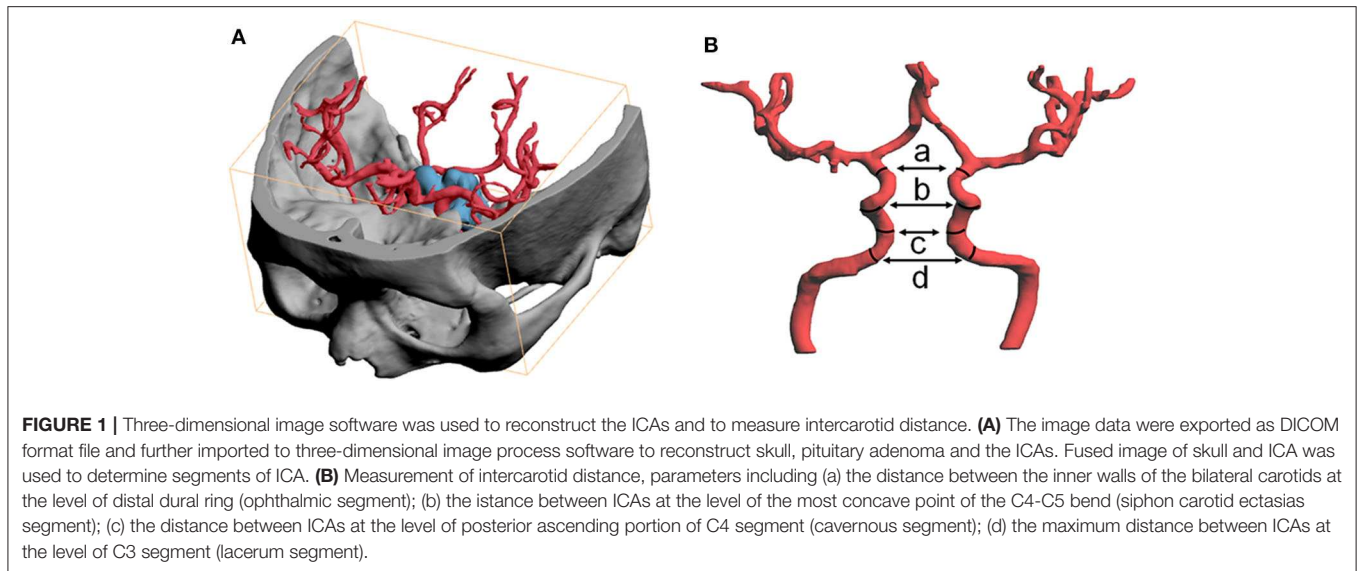 A
B
a
b
c
d
FIGURE 1 | Three-dimensional image software was used to reconstruct the ICAs and to measure intercarotid distance. (A) The image data were exported as DICOM
format file and further imported to three-dimensional image process software to reconstruct skull, pituitary adenoma and the ICAs. Fused image of skull and ICA was
used to determine segments of ICA. (B) Measurement of intercarotid distance, parameters including (a) the distance between the inner walls of the bilateral carotids at
the level of distal dural ring (ophthalmic segment); (b) the istance between ICAs at the level of the most concave point of the C4-C5 bend (siphon carotid ectasias
segment); (c) the distance between ICAs at the level of posterior ascending portion of C4 segment (cavernous segment); (d) the maximum distance between ICAs at
the level of C3 segment (lacerum segment).